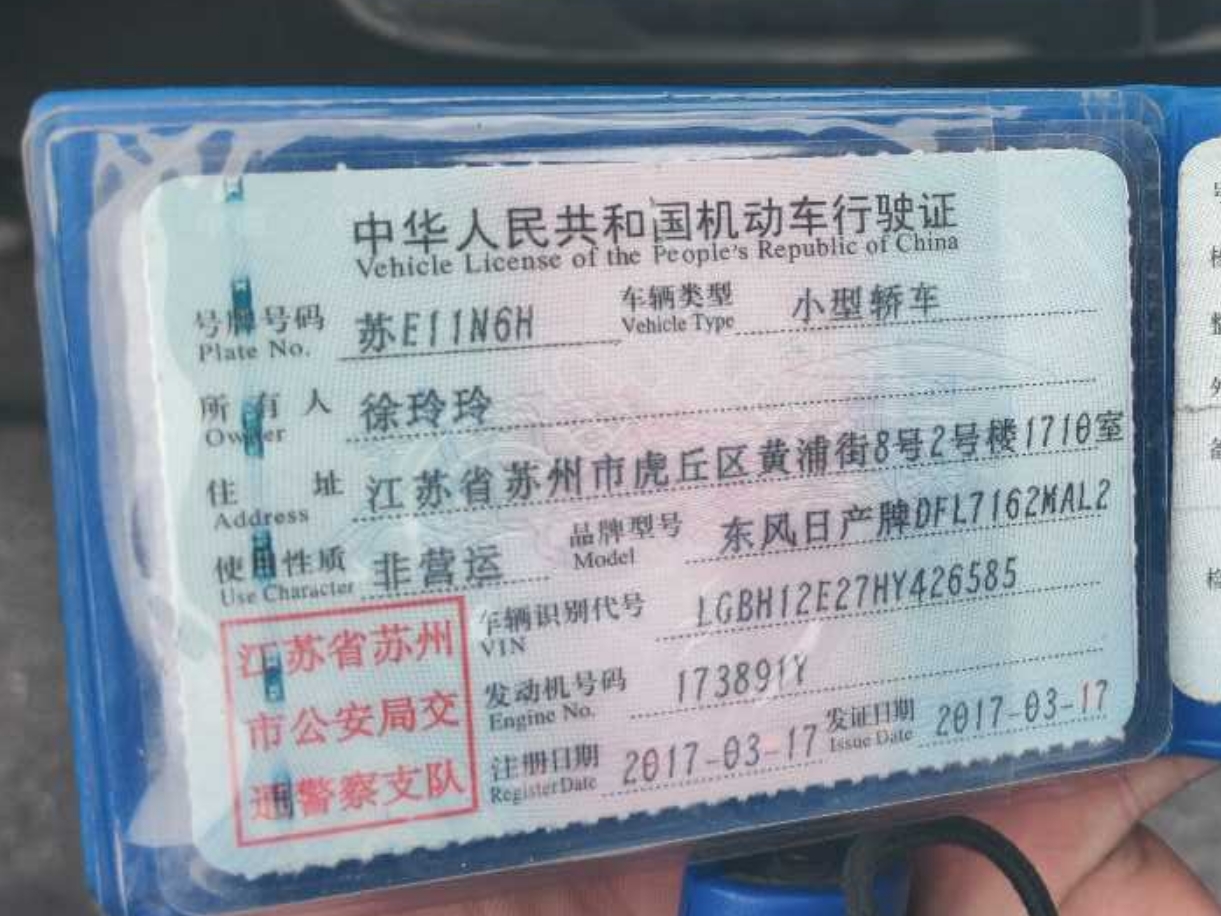 中华人民共和国机动车行驶证
Vehicle License of the People's Republic of China
号牌号码 苏E11N6H 车辆类型 小型轿车
Plate No. Vehicle Type
所有人 徐玲玲
Owner
住址 江苏省苏州市虎丘区黄浦街8号2号楼1710室
Address
使用性质 非营运 品牌型号 东风日产牌DFL7162MAL2
Use Character Model
江苏省苏州
市公安局交
通警察支队
车辆识别代号 LGBH12E27HY426585
VIN
发动机号码 173891Y
Engine No.
注册日期 2017-03-17 发证日期 2017-03-17
Register Date Issue Date